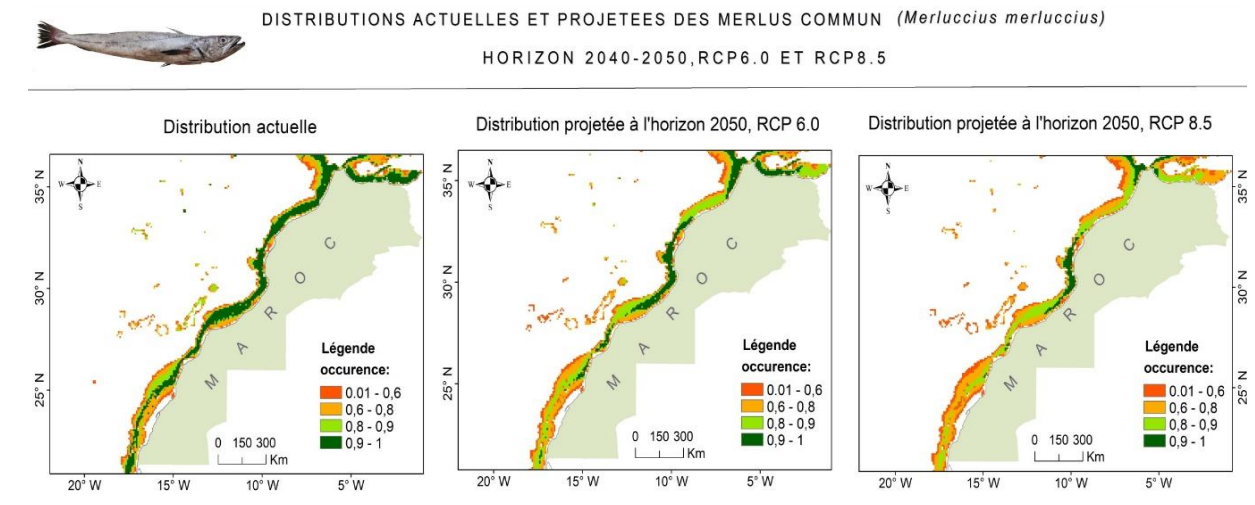 DISTRIBUTIONS ACTUELLES ET PROJETEES DES MERLUS COMMUN (Merluccius merluccius)
HORIZON 2040-2050,RCP6.0 ET RCP8.5
Distribution actuelle
N
W E
S
35° N
30° N
25° N
MAROC
Légende
occurence:
0.01 - 0,6
0,6 - 0,8
0,8 - 0,9
0,9 - 1
0 150 300
Km
20° W 15° W 10° W 5° W
Distribution projetée à l'horizon 2050, RCP 6.0
N
W E
S
35° N
30° N
25° N
MAROC
Légende
occurence:
0.01 - 0,6
0,6 - 0,8
0,8 - 0,9
0,9 - 1
0 150 300
Km
20° W 15° W 10° W 5° W
Distribution projetée à l'horizon 2050, RCP 8.5
N
W E
S
35° N
30° N
25° N
MAROC
Légende
occurence:
0.01 - 0,6
0,6 - 0,8
0,8 - 0,9
0,9 - 1
0 150 300
Km
20° W 15° W 10° W 5° W